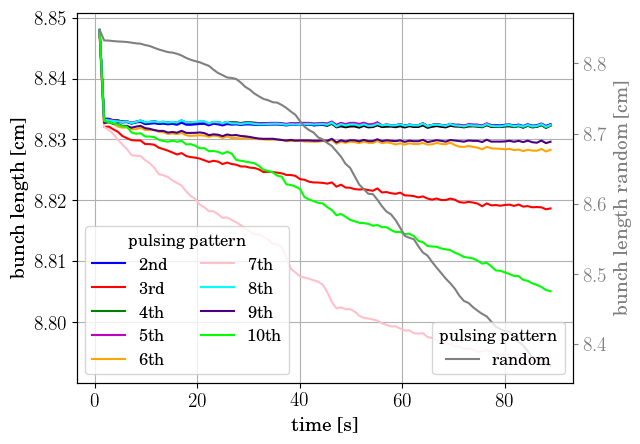 8.85
8.84
8.83
8.82
8.81
8.80
bunch length [cm]
8.8
8.7
8.6
8.5
8.4
bunch length random [cm]
pulsing pattern
2nd 7th
3rd 8th
4th 9th
5th 10th
6th
pulsing pattern
random
0 20 40 60 80
time [s]